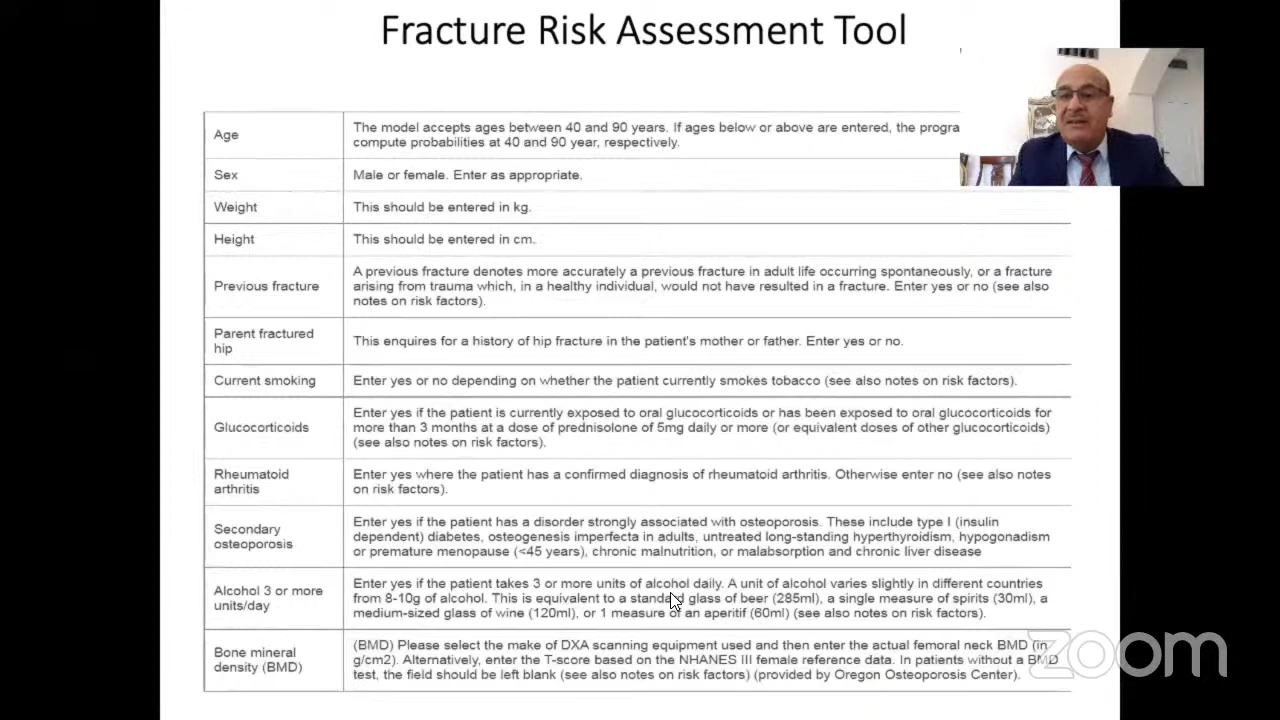 Fracture Risk Assessment Tool
Age
The model accepts ages between 40 and 90 years. If ages below or above are entered, the
compute probabilities at 40 and 90 year, respectively.
Sex
Male or female. Enter as appropriate.
Weight
This should be entered in kg.
Height
This should be entered in cm.
Previous fracture
A previous fracture denotes more accurately a previous fracture in adult life occurring spontaneously, or a fracture
arising from trauma which, in a healthy individual, would not have resulted in a fracture. Enter yes or no (see also
notes on risk factors).
Parent fractured
hip
This enquires for a history of hip fracture in the patient's mother or father. Enter yes or no.
Current smoking
Enter yes or no depending on whether the patient currently smokes tobacco (see also notes on risk factors).
Glucocorticoids
Enter yes if the patient is currently exposed to oral glucocorticoids or has been exposed to oral glucocorticoids for
more than 3 months at a dose of prednisolone of 5mg daily or more (or equivalent doses of other glucocorticoids)
(see also notes on risk factors).
Rheumatoid
arthritis
Enter yes where the patient has a confirmed diagnosis of rheumatoid arthritis. Otherwise enter no (see also notes
on risk factors).
Secondary
osteoporosis
Enter yes if the patient has a disorder strongly associated with osteoporosis. These include type I (insulin
dependent) diabetes, osteogenesis imperfecta in adults, untreated long-standing hyperthyroidism, hypogonadism
or premature menopause (<45 years), chronic malnutrition, or malabsorption and chronic liver disease
Alcohol 3 or more
units/day
Enter yes if the patient takes 3 or more units of alcohol daily. A unit of alcohol varies slightly in different countries
from 8-10g of alcohol. This is equivalent to a standard glass of beer (285ml), a single measure of spirits (30ml), a
medium-sized glass of wine (120ml), or 1 measure of an aperitif (60ml) (see also notes on risk factors).
Bone mineral
density (BMD)
(BMD) Please select the make of DXA scanning equipment used and then enter the actual femoral neck BMD (in
g/cm2). Alternatively, enter the T-score based on the NHANES III female reference data. In patients without a BMD
test, the field should be left blank (see also notes on risk factors) (provided by Oregon Osteoporosis Center).
zoom